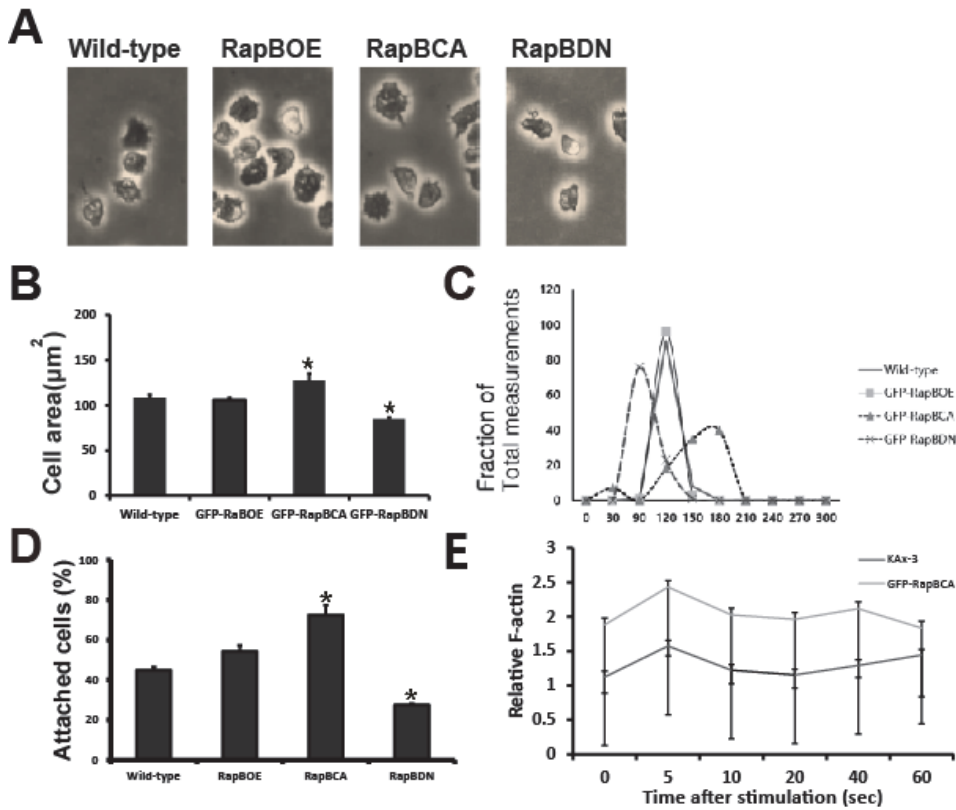 A
Wild-type RapBOE RapBCA RapBDN
B
Cell area(µm²)
200
150
100
50
0
* *
Wild-type GFP-RaBOE GFP-RapBCA GFP-RapBDN
C
Fraction of
Total measurements
120
100
80
60
40
20
0
0 30 90 120 150 180 210 240 270 300
Wild-type
GFP-RapBOE
GFP-RapBCA
GFP-RapBDN
D
Attached cells (%)
100
80
60
40
20
0
* *
Wild-type RapBOE RapBCA RapBDN
E
Relative F-actin
3
2.5
2
1.5
1
0.5
0
KAx-3
GFP-RapBCA
0 5 10 20 40 60
Time after stimulation (sec)